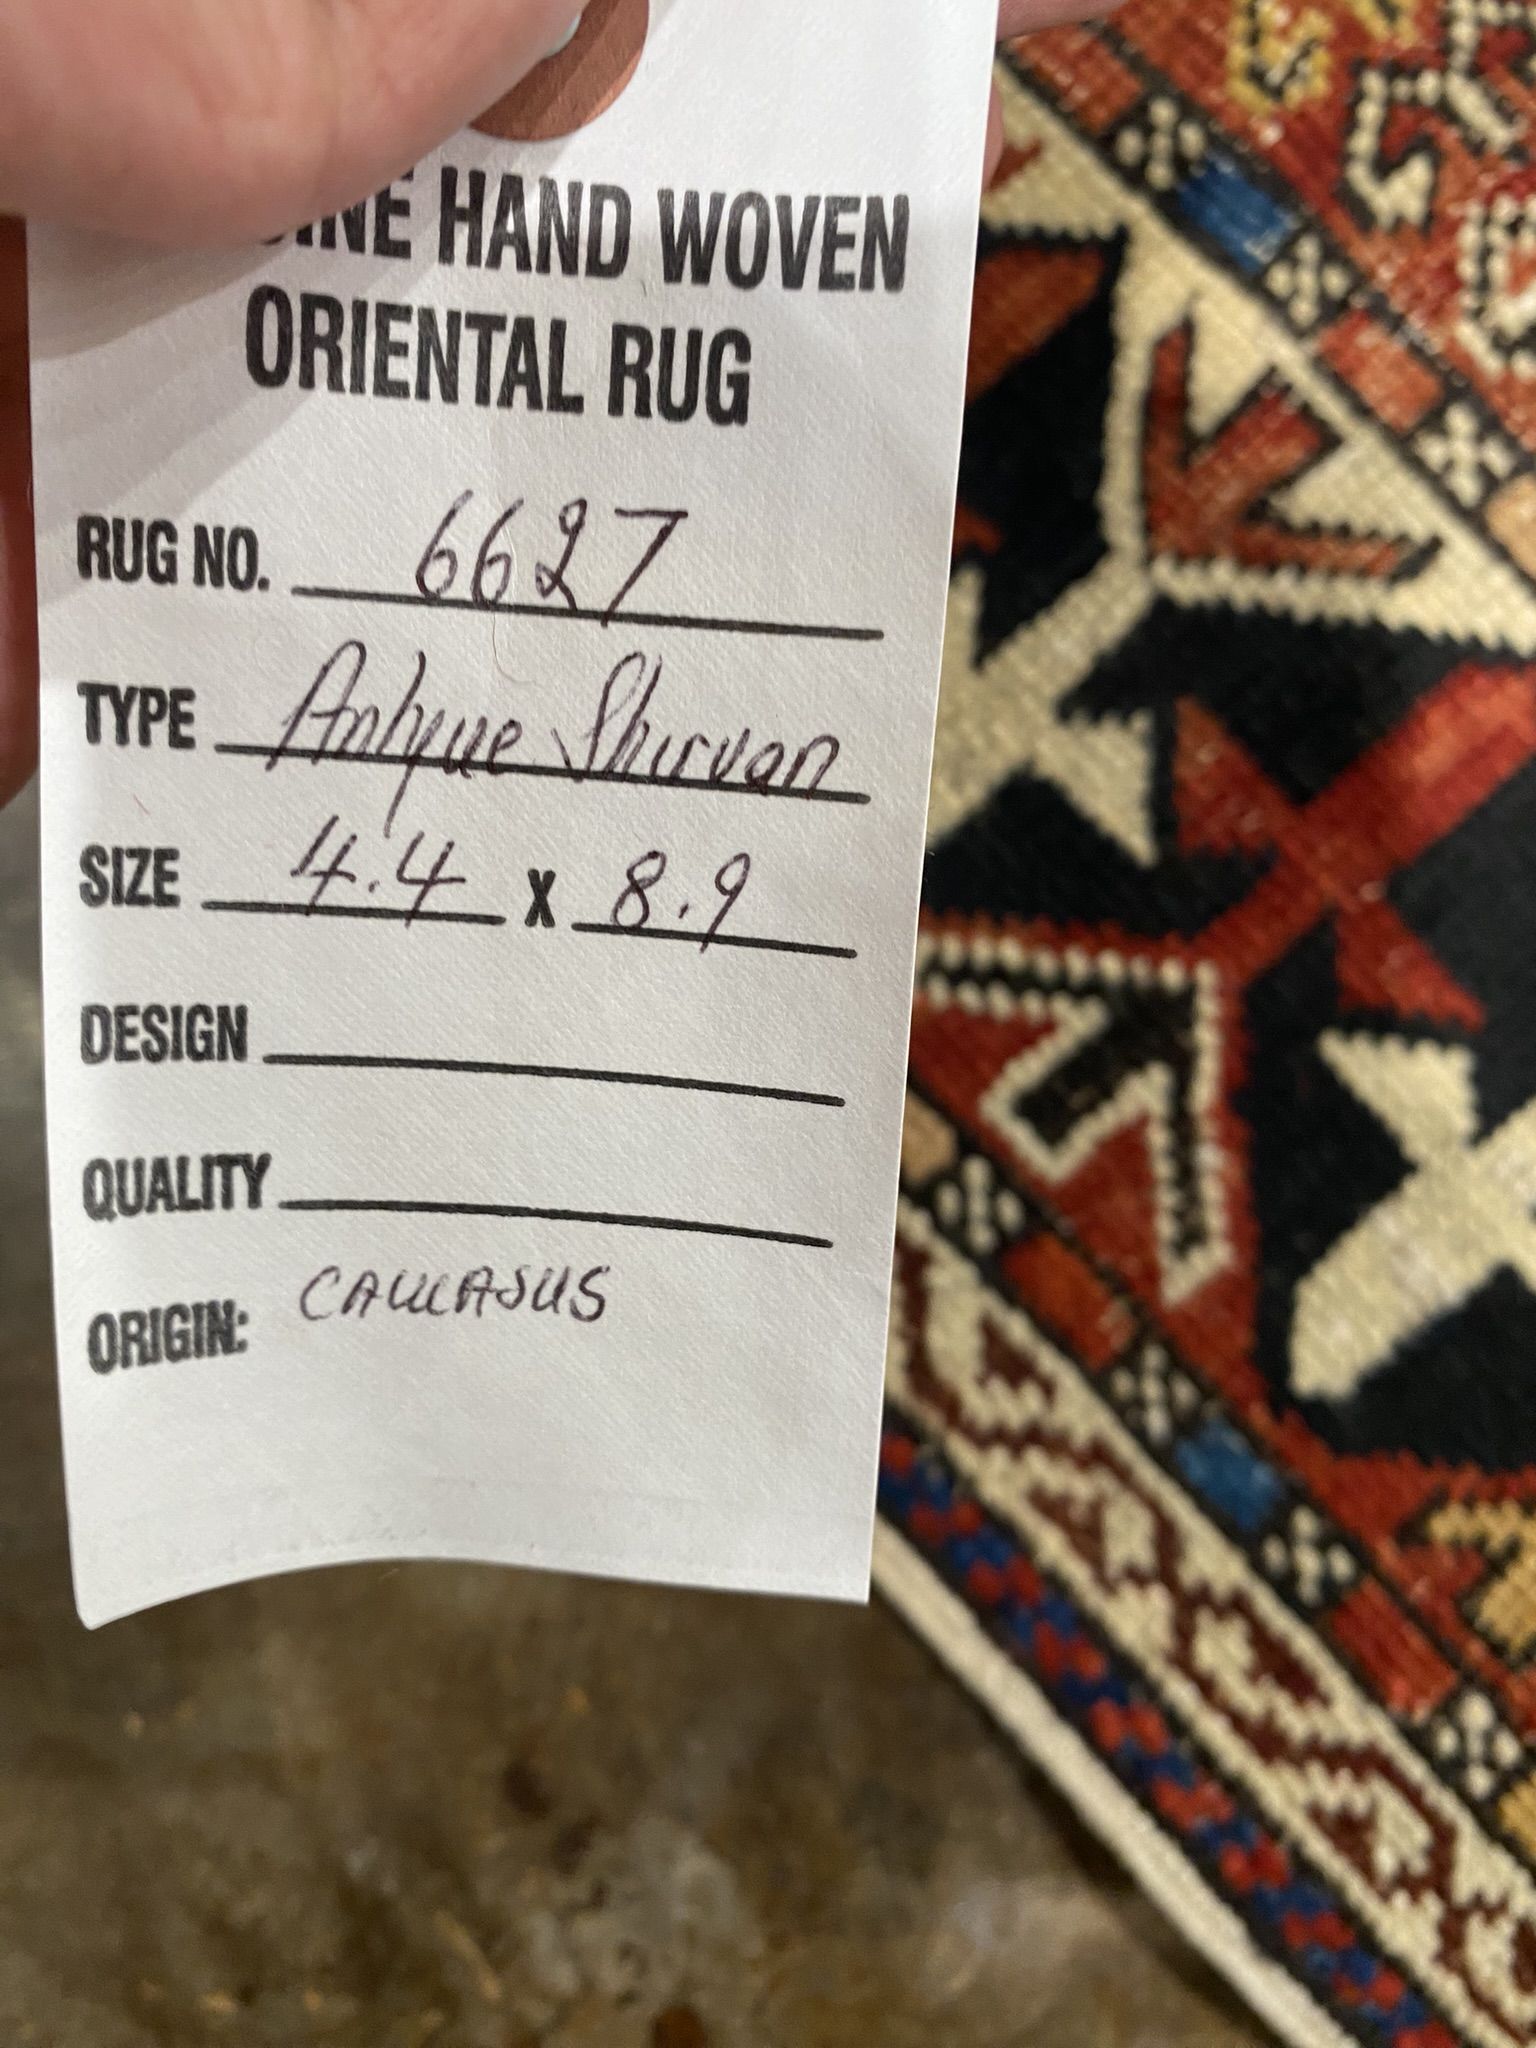 HAND WOVEN
ORIENTAL RUG
RUG NO. 6627
TYPE Antique Shirvan
SIZE 4.4 X 8.9
DESIGN
QUALITY
ORIGIN: CAUCASUS